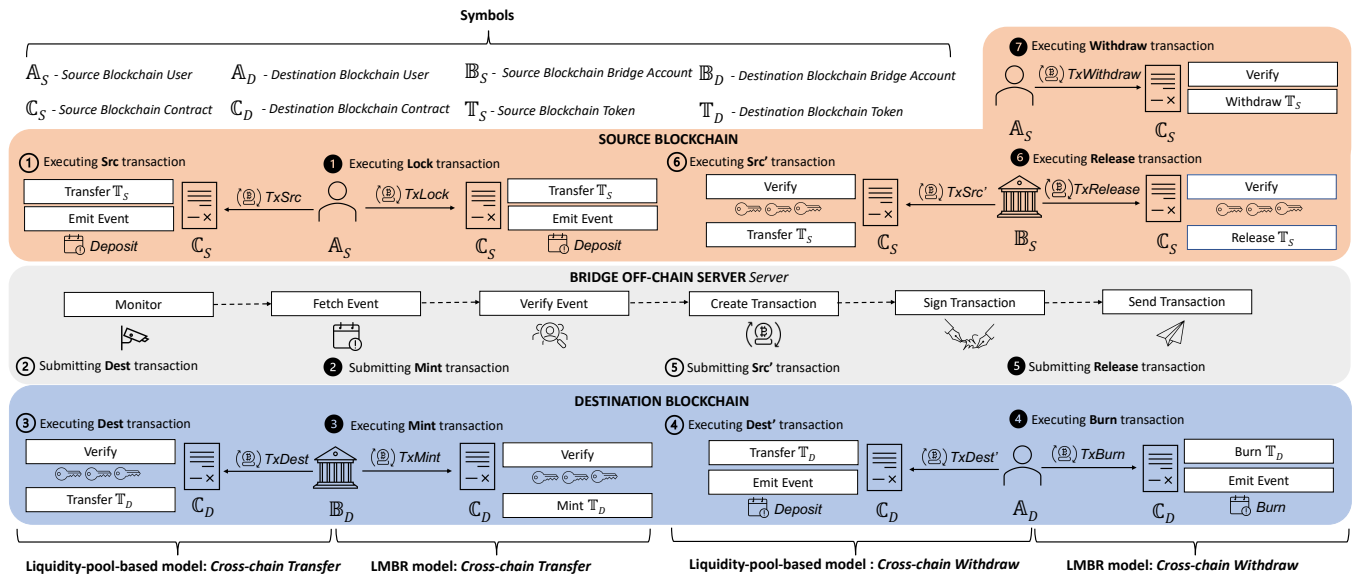 Symbols
𝔸S - Source Blockchain User
𝔸D - Destination Blockchain User
𝔹S - Source Blockchain Bridge Account
𝔹D - Destination Blockchain Bridge Account
ℂS - Source Blockchain Contract
ℂD - Destination Blockchain Contract
𝕋S - Source Blockchain Token
𝕋D - Destination Blockchain Token
7 Executing Withdraw transaction
TxWithdraw
Verify
Withdraw 𝕋S
𝔸S
ℂS
SOURCE BLOCKCHAIN
1 Executing Src transaction
Transfer 𝕋S
Emit Event
Deposit
TxSrc
ℂS
1 Executing Lock transaction
TxLock
Transfer 𝕋S
Emit Event
Deposit
𝔸S
ℂS
6 Executing Src' transaction
Verify
Transfer 𝕋S
TxSrc'
ℂS
6 Executing Release transaction
TxRelease
Verify
Release 𝕋S
𝔹S
ℂS
BRIDGE OFF-CHAIN SERVER Server
Monitor
Fetch Event
Verify Event
Create Transaction
Sign Transaction
Send Transaction
2 Submitting Dest transaction
2 Submitting Mint transaction
5 Submitting Src' transaction
5 Submitting Release transaction
DESTINATION BLOCKCHAIN
3 Executing Dest transaction
Verify
Transfer 𝕋D
TxDest
ℂD
3 Executing Mint transaction
TxMint
Verify
Mint 𝕋D
𝔹D
ℂD
4 Executing Dest' transaction
Transfer 𝕋D
Emit Event
Deposit
TxDest'
ℂD
4 Executing Burn transaction
TxBurn
Burn 𝕋D
Emit Event
Burn
𝔸D
ℂD
Liquidity-pool-based model: Cross-chain Transfer
LMBR model: Cross-chain Transfer
Liquidity-pool-based model : Cross-chain Withdraw
LMBR model: Cross-chain Withdraw